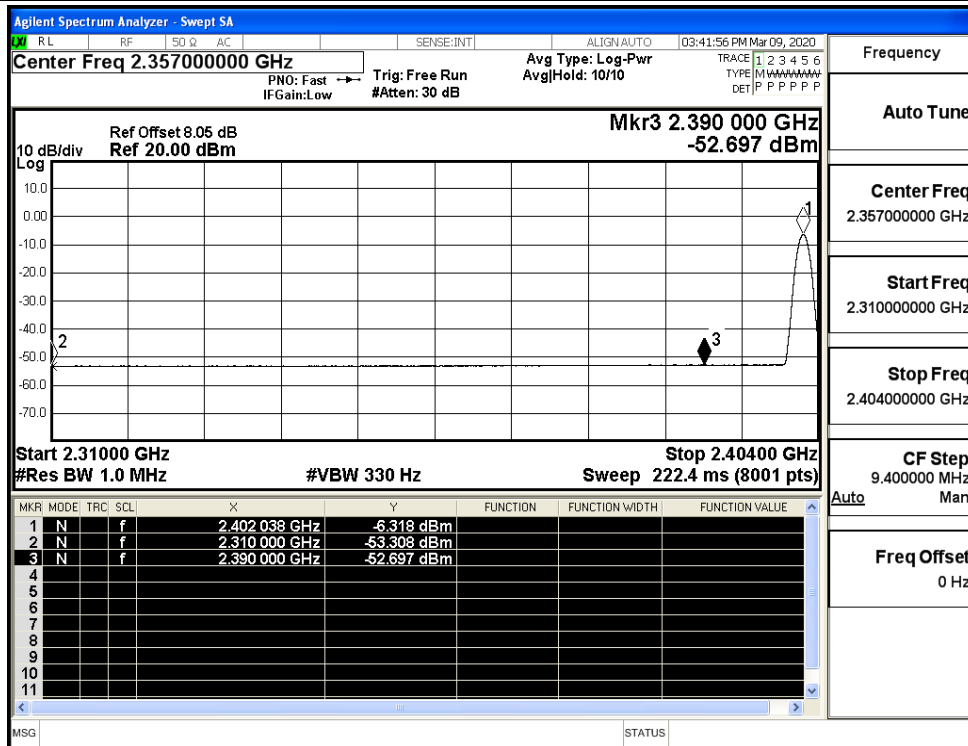 Agilent Spectrum Analyzer - Swept SA
LXI RL RF 50 Ω AC SENSE:INT ALIGN AUTO 03:41:56 PM Mar 09, 2020
Center Freq 2.357000000 GHz
PNO: Fast
IFGain:Low
Trig: Free Run
#Atten: 30 dB
Avg Type: Log-Pwr
Avg|Hold: 10/10
TRACE 1 2 3 4 5 6
TYPE M WWWWW
DET P P P P P P
Mkr3 2.390 000 GHz
-52.697 dBm
Ref Offset 8.05 dB
10 dB/div Ref 20.00 dBm
Log
10.0
0.00
-10.0
-20.0
-30.0
-40.0
-50.0
-60.0
-70.0
1
2
3
Start 2.31000 GHz Stop 2.40400 GHz
#Res BW 1.0 MHz #VBW 330 Hz Sweep 222.4 ms (8001 pts)
MKR MODE TRC SCL X Y FUNCTION FUNCTION WIDTH FUNCTION VALUE
1 N f 2.402 038 GHz -6.318 dBm
2 N f 2.310 000 GHz -53.308 dBm
3 N f 2.390 000 GHz -52.697 dBm
4
5
6
7
8
9
10
11
MSG STATUS
Frequency
Auto Tune
Center Freq
2.357000000 GHz
Start Freq
2.310000000 GHz
Stop Freq
2.404000000 GHz
CF Step
9.400000 MHz
Auto Man
Freq Offset
0 Hz